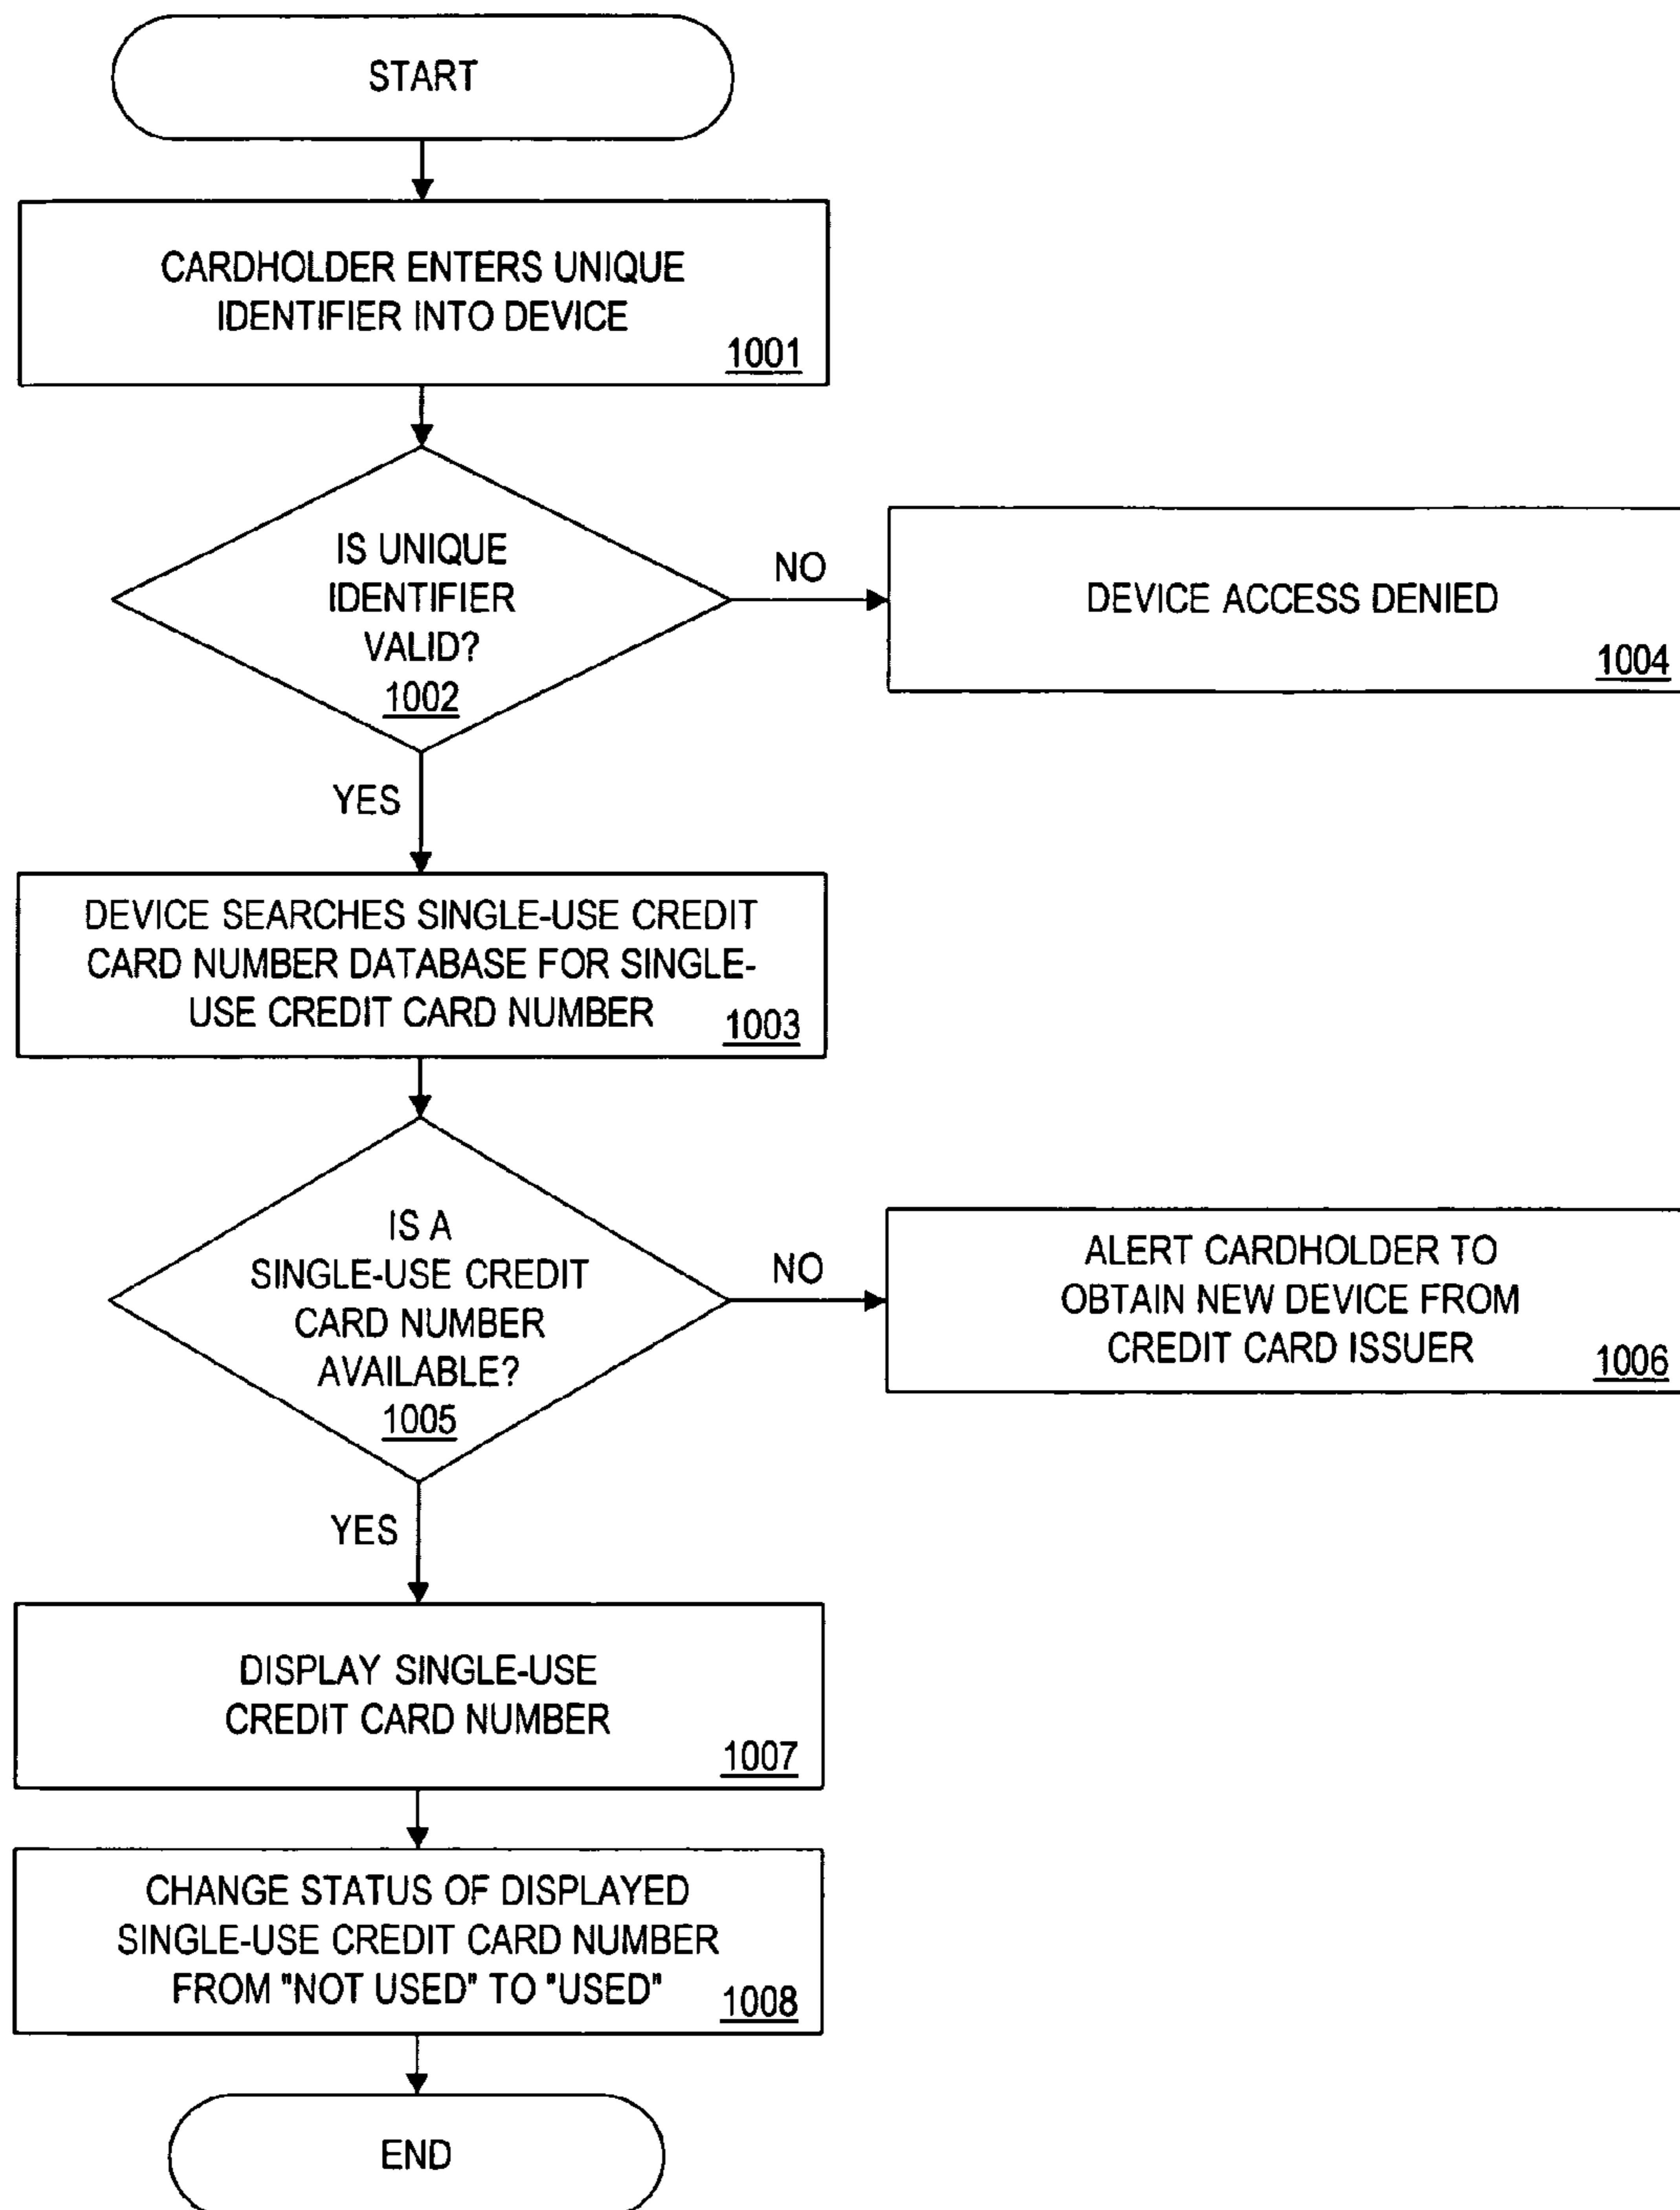 START
CARDHOLDER ENTERS UNIQUE
IDENTIFIER INTO DEVICE
1001
IS UNIQUE
IDENTIFIER
VALID?
1002
NO
DEVICE ACCESS DENIED
1004
YES
DEVICE SEARCHES SINGLE-USE CREDIT
CARD NUMBER DATABASE FOR SINGLE-
USE CREDIT CARD NUMBER
1003
IS A
SINGLE-USE CREDIT
CARD NUMBER
AVAILABLE?
1005
NO
ALERT CARDHOLDER TO
OBTAIN NEW DEVICE FROM
CREDIT CARD ISSUER
1006
YES
DISPLAY SINGLE-USE
CREDIT CARD NUMBER
1007
CHANGE STATUS OF DISPLAYED
SINGLE-USE CREDIT CARD NUMBER
FROM "NOT USED" TO "USED"
1008
END